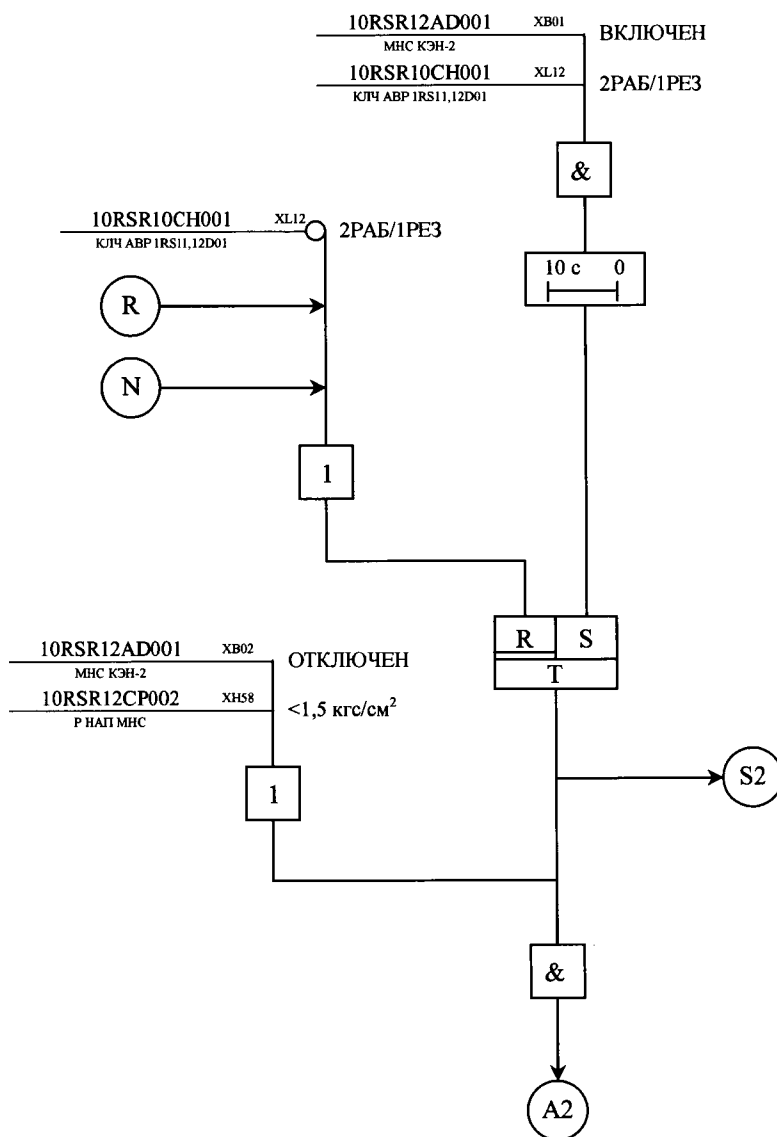 10RSR12AD001 XB01 ВКЛЮЧЕН
МНС КЭН-2
10RSR10CH001 XL12 2РАБ/1РЕЗ
КЛЧ АВР 1RS11,12D01
&
10RSR10CH001 XL12 2РАБ/1РЕЗ
КЛЧ АВР 1RS11,12D01
10 с 0
R
N
1
R S
T
10RSR12AD001 XB02 ОТКЛЮЧЕН
МНС КЭН-2
10RSR12CP002 XH58 <1,5 кгс/см²
Р НАП МНС
S2
1
&
A2